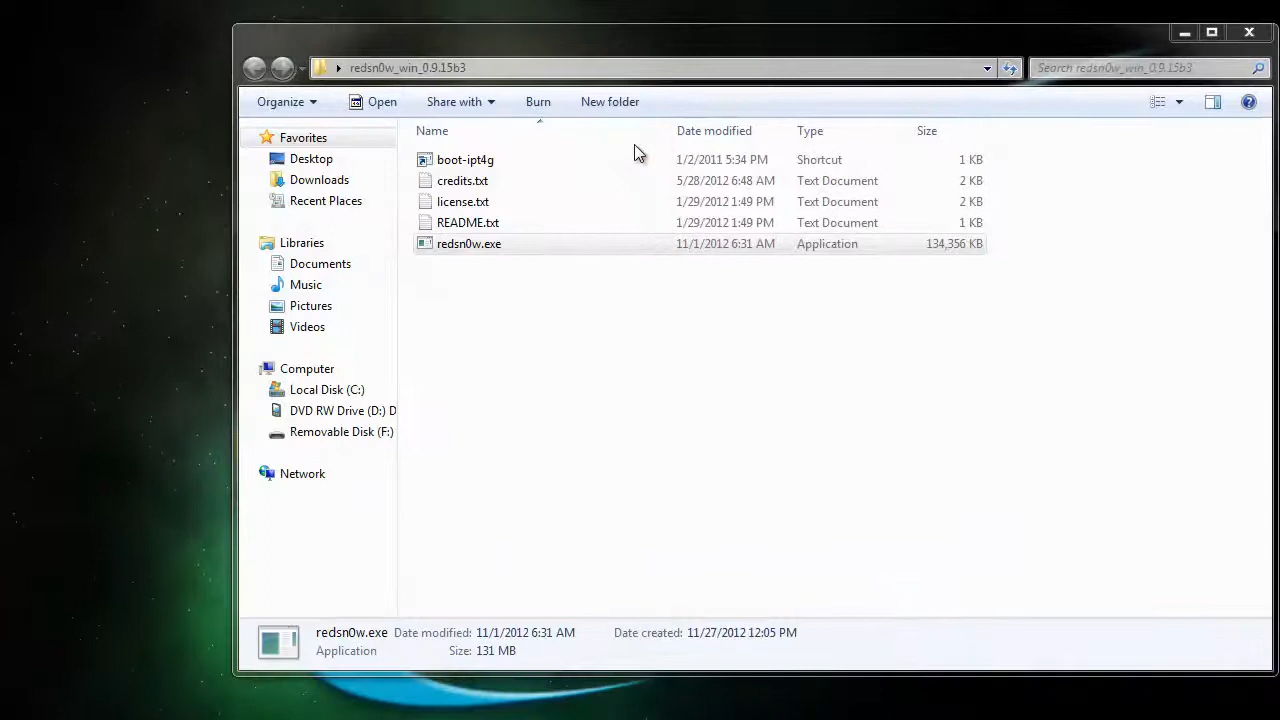 redsn0w_win_0.9.15b3
Search redsn0w_win_0.9.15b3
Organize Open Share with Burn New folder
Favorites
Desktop
Downloads
Recent Places
Libraries
Documents
Music
Pictures
Videos
Computer
Local Disk (C:)
DVD RW Drive (D:) D
Removable Disk (F:)
Network
Name Date modified Type Size
boot-ipt4g 1/2/2011 5:34 PM Shortcut 1 KB
credits.txt 5/28/2012 6:48 AM Text Document 2 KB
license.txt 1/29/2012 1:49 PM Text Document 2 KB
README.txt 1/29/2012 1:49 PM Text Document 1 KB
redsn0w.exe 11/1/2012 6:31 AM Application 134,356 KB
redsn0w.exe Date modified: 11/1/2012 6:31 AM Date created: 11/27/2012 12:05 PM
Application Size: 131 MB